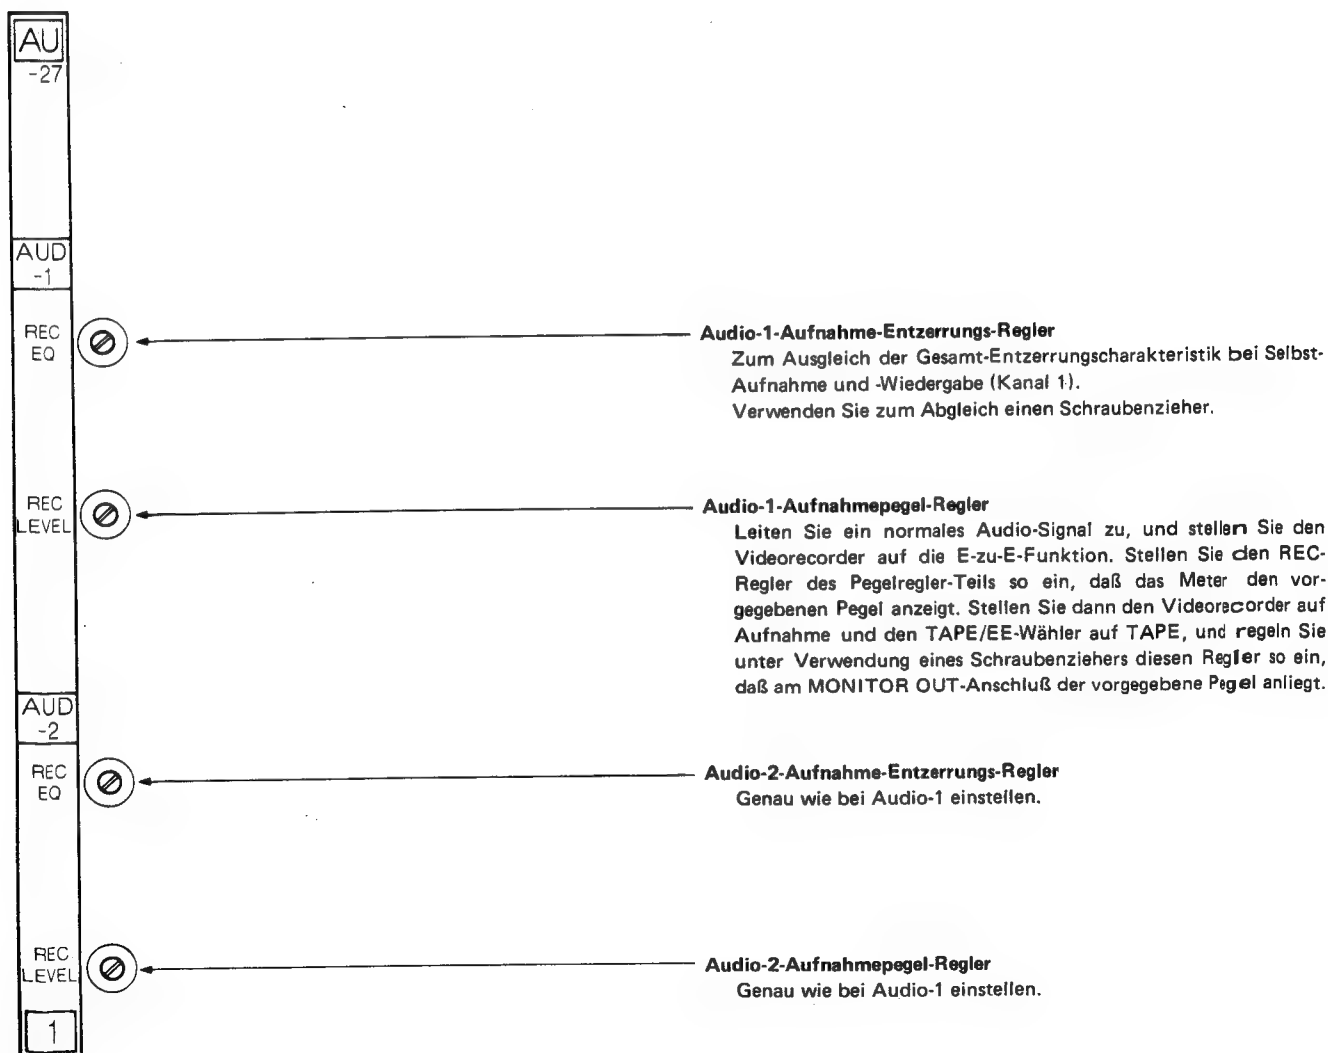 AU
-27
AUD
-1
REC
EQ
Audio-1-Aufnahme-Entzerrungs-Regler
Zum Ausgleich der Gesamt-Entzerrungscharakteristik bei Selbst-
Aufnahme und -Wiedergabe (Kanal 1).
Verwenden Sie zum Abgleich einen Schraubenzieher.
REC
LEVEL
Audio-1-Aufnahmepegel-Regler
Leiten Sie ein normales Audio-Signal zu, und stellen Sie den
Videorecorder auf die E-zu-E-Funktion. Stellen Sie den REC-
Regler des Pegelregler-Teils so ein, daß das Meter den vor-
gegebenen Pegel anzeigt. Stellen Sie dann den Videorecorder auf
Aufnahme und den TAPE/EE-Wähler auf TAPE, und regeln Sie
unter Verwendung eines Schraubenziehers diesen Regler so ein,
daß am MONITOR OUT-Anschluß der vorgegebene Pegel anliegt.
AUD
-2
REC
EQ
Audio-2-Aufnahme-Entzerrungs-Regler
Genau wie bei Audio-1 einstellen.
REC
LEVEL
Audio-2-Aufnahmepegel-Regler
Genau wie bei Audio-1 einstellen.
1